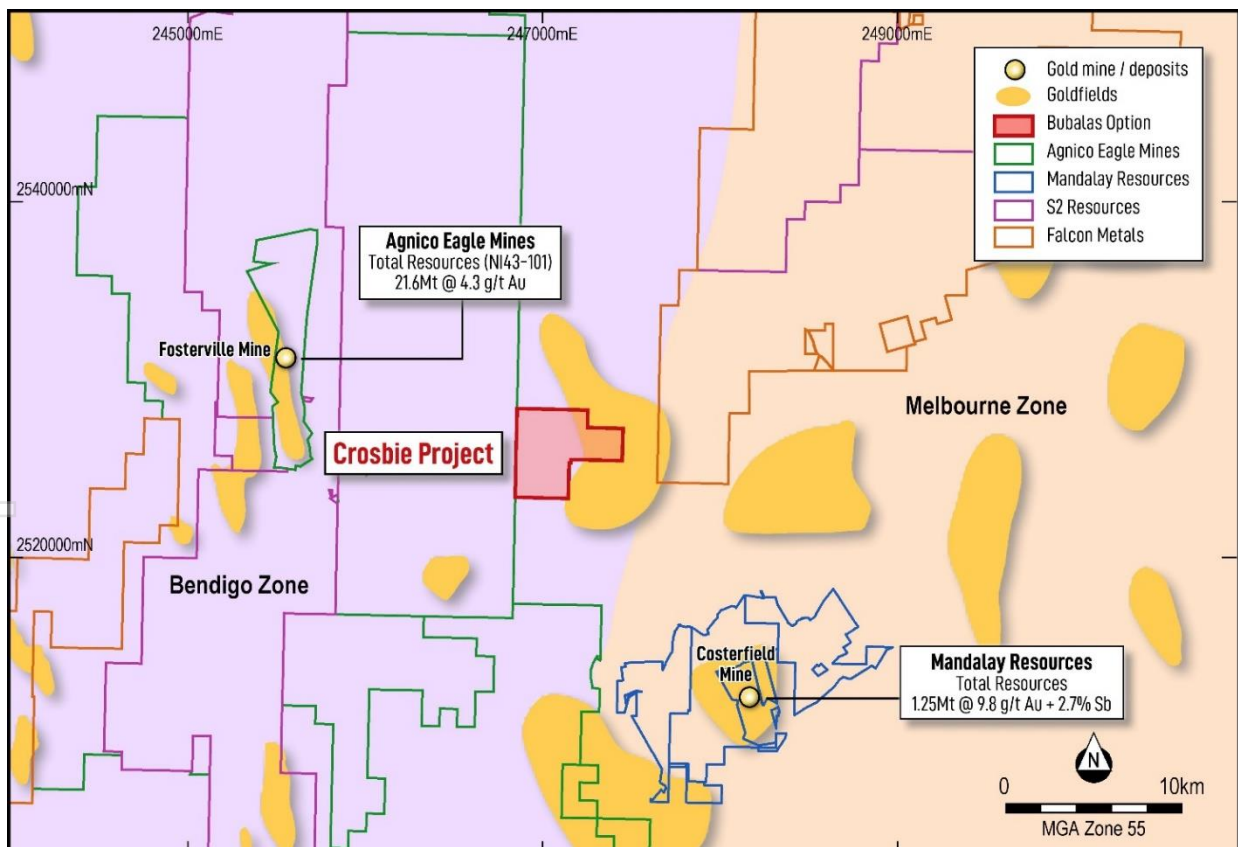 245000mE
247000mE
249000mE
2540000mN
2520000mN
Gold mine / deposits
Goldfields
Bubalas Option
Agnico Eagle Mines
Mandalay Resources
S2 Resources
Falcon Metals
Agnico Eagle Mines
Total Resources (NI43-101)
21.6Mt @ 4.3 g/t Au
Fosterville Mine
Crosbie Project
Melbourne Zone
Bendigo Zone
Costerfield
Mine
Mandalay Resources
Total Resources
1.25Mt @ 9.8 g/t Au + 2.7% Sb
N
0
10km
MGA Zone 55